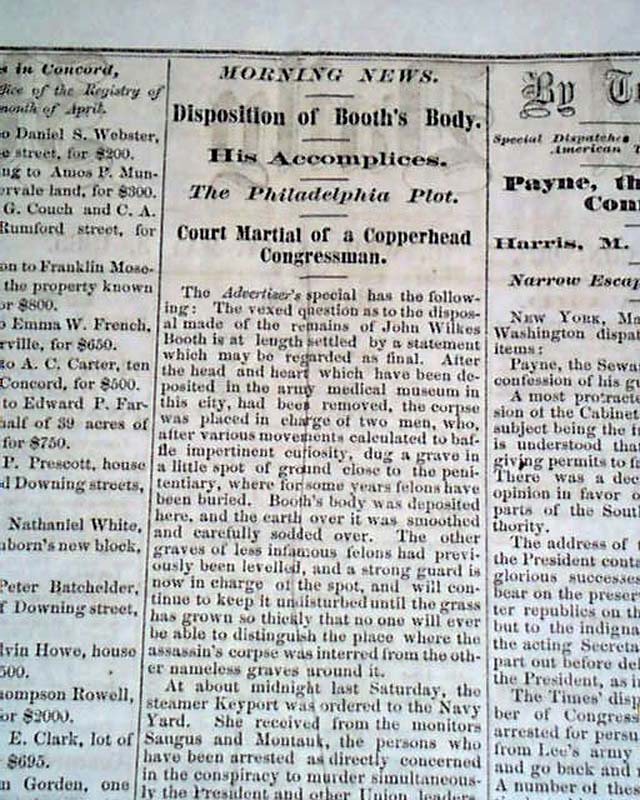 s in Concord,
ffice of the Registry of
month of April.
o Daniel S. Webster,
e street, for $200.
ng to Amos P. Mun-
ervale land, for $300.
G. Couch and C. A.
Rumford street, for
on to Franklin Mose-
the property known
or $800.
o Emma W. French,
rville, for $650.
to A. C. Carter, ten
Concord, for $500.
to Edward P. Far-
half of 39 acres of
for $750.
P. Prescott, house
d Downing streets,
Nathaniel White,
nborn's new block,
Peter Batchelder,
f Downing street,
lvin Howe, house
500.
hompson Rowell,
or $2000.
E. Clark, lot of
$695.
n Gorden, one
MORNING NEWS.
Disposition of Booth's Body.
His Accomplices.
The Philadelphia Plot.
Court Martial of a Copperhead
Congressman.
The Advertiser's special has the follow-
ing: The vexed question as to the dispos-
al made of the remains of John Wilkes
Booth is at length settled by a statement
which may be regarded as final. After
the head and heart which have been de-
posited in the army medical museum in
this city, had been removed, the corpse
was placed in charge of two men, who,
after various movements calculated to baf-
fle impertinent curiosity, dug a grave in
a little spot of ground close to the peni-
tentiary, where for some years felons have
been buried. Booth's body was deposited
here, and the earth over it was smoothed
and carefully sodded over. The other
graves of less infamous felons had previ-
ously been levelled, and a strong guard is
now in charge of the spot, and will con-
tinue to keep it undisturbed until the grass
has grown so thickly that no one will ever
be able to distinguish the place where the
assassin's corpse was interred from the oth-
er nameless graves around it.
At about midnight last Saturday, the
steamer Keyport was ordered to the Navy
Yard. She received from the monitors
Saugus and Montauk, the persons who
have been arrested as directly concerned
in the conspiracy to murder simultaneous-
ly the President and other Union leaders.
By T
Special Dispatches
American T
Payne, th
Con
Harris, M.
Narrow Escap
NEW YORK, Ma
Washington dispat
items:
Payne, the Sewar
confession of his g
A most protracte
sion of the Cabinet
subject being the
is understood that
giving permits to
There was a dec
opinion in favor o
parts of the Sout
thority.
The address of t
the President conta
glorious successes
bear on the preser
ter republics on th
but to the indigna
the acting Secreta
part out before de
the President, as i
The Times' disp
ber of Congress
arrested for persu
from Lee's army
and go back and
A number of thes